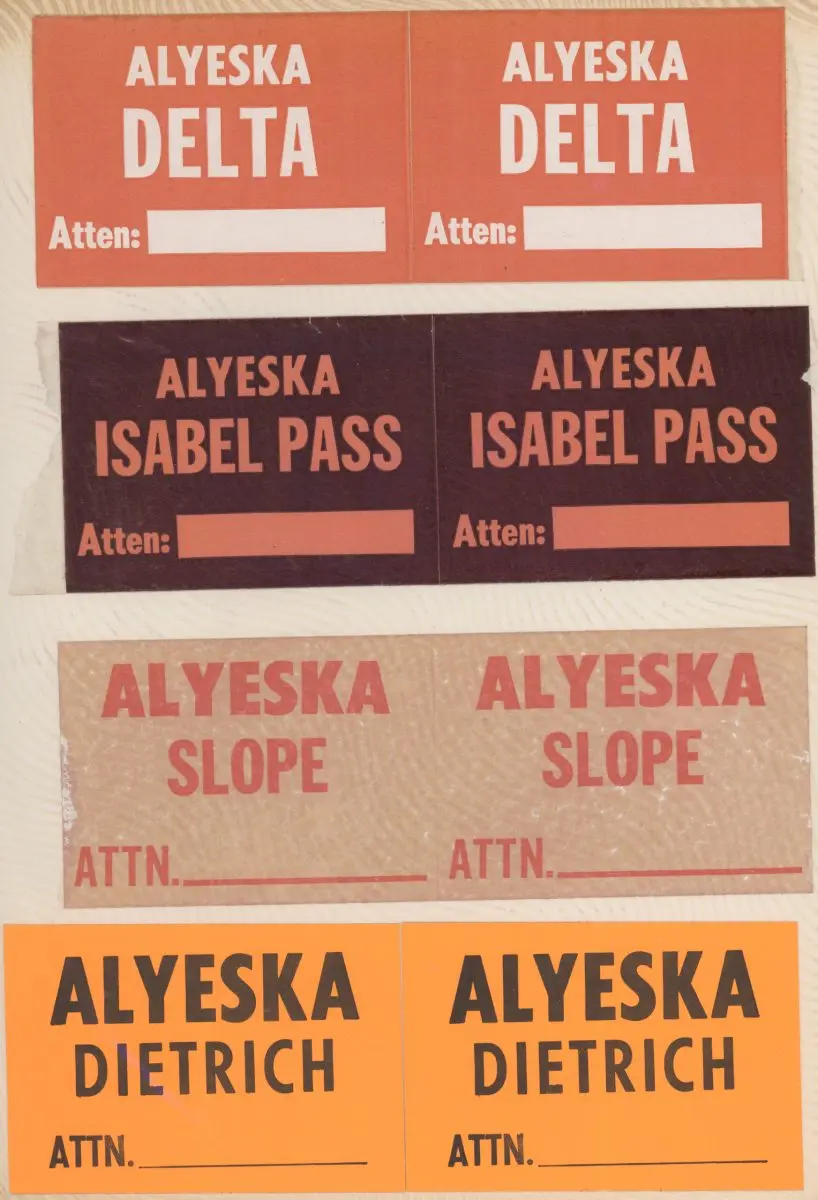 ALYESKA
DELTA
Atten:
ALYESKA
DELTA
Atten:
ALYESKA
ISABEL PASS
Atten:
ALYESKA
ISABEL PASS
Atten:
ALYESKA
SLOPE
ATTN.
ALYESKA
SLOPE
ATTN.
ALYESKA
DIETRICH
ATTN.
ALYESKA
DIETRICH
ATTN.